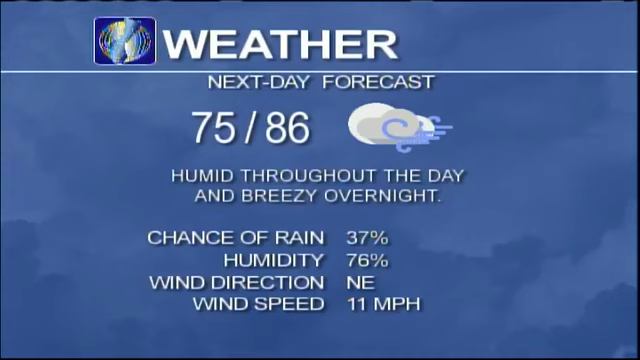 WEATHER
NEXT-DAY FORECAST
75 / 86
HUMID THROUGHOUT THE DAY
AND BREEZY OVERNIGHT.
CHANCE OF RAIN 37%
HUMIDITY 76%
WIND DIRECTION NE
WIND SPEED 11 MPH